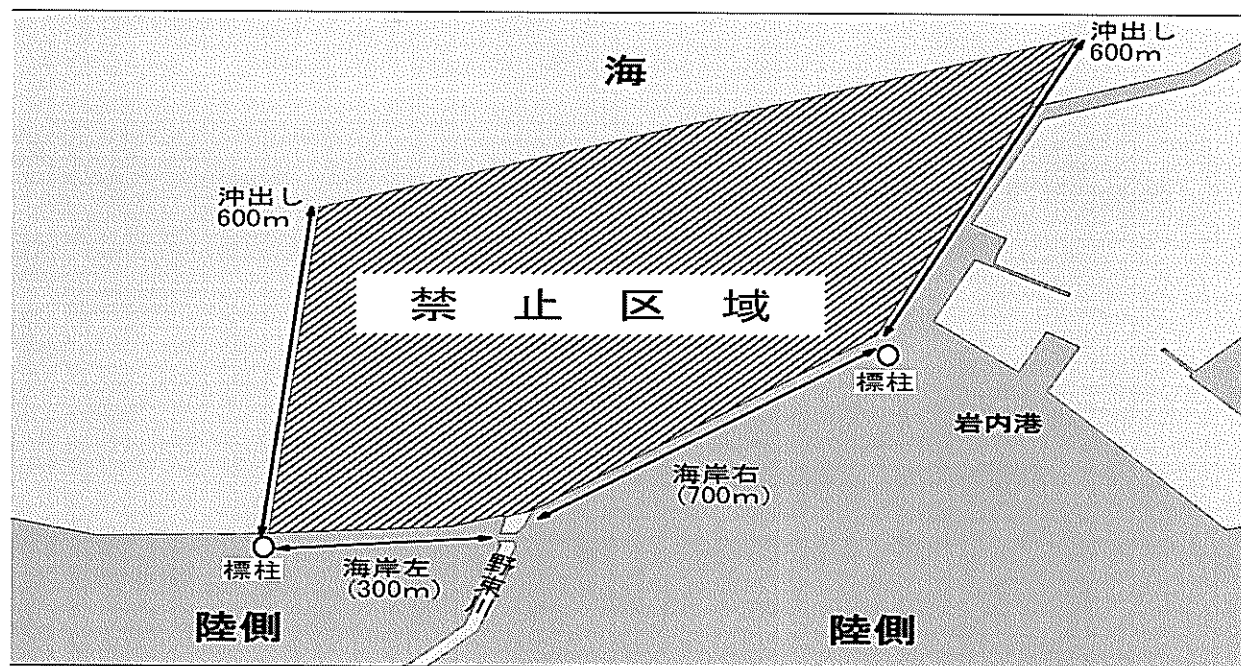 沖出し
600m
海
沖出し
600m
禁止区域
標柱
岩内港
海岸右
(700m)
標柱
海岸左
(300m)
野束川
陸側
陸側